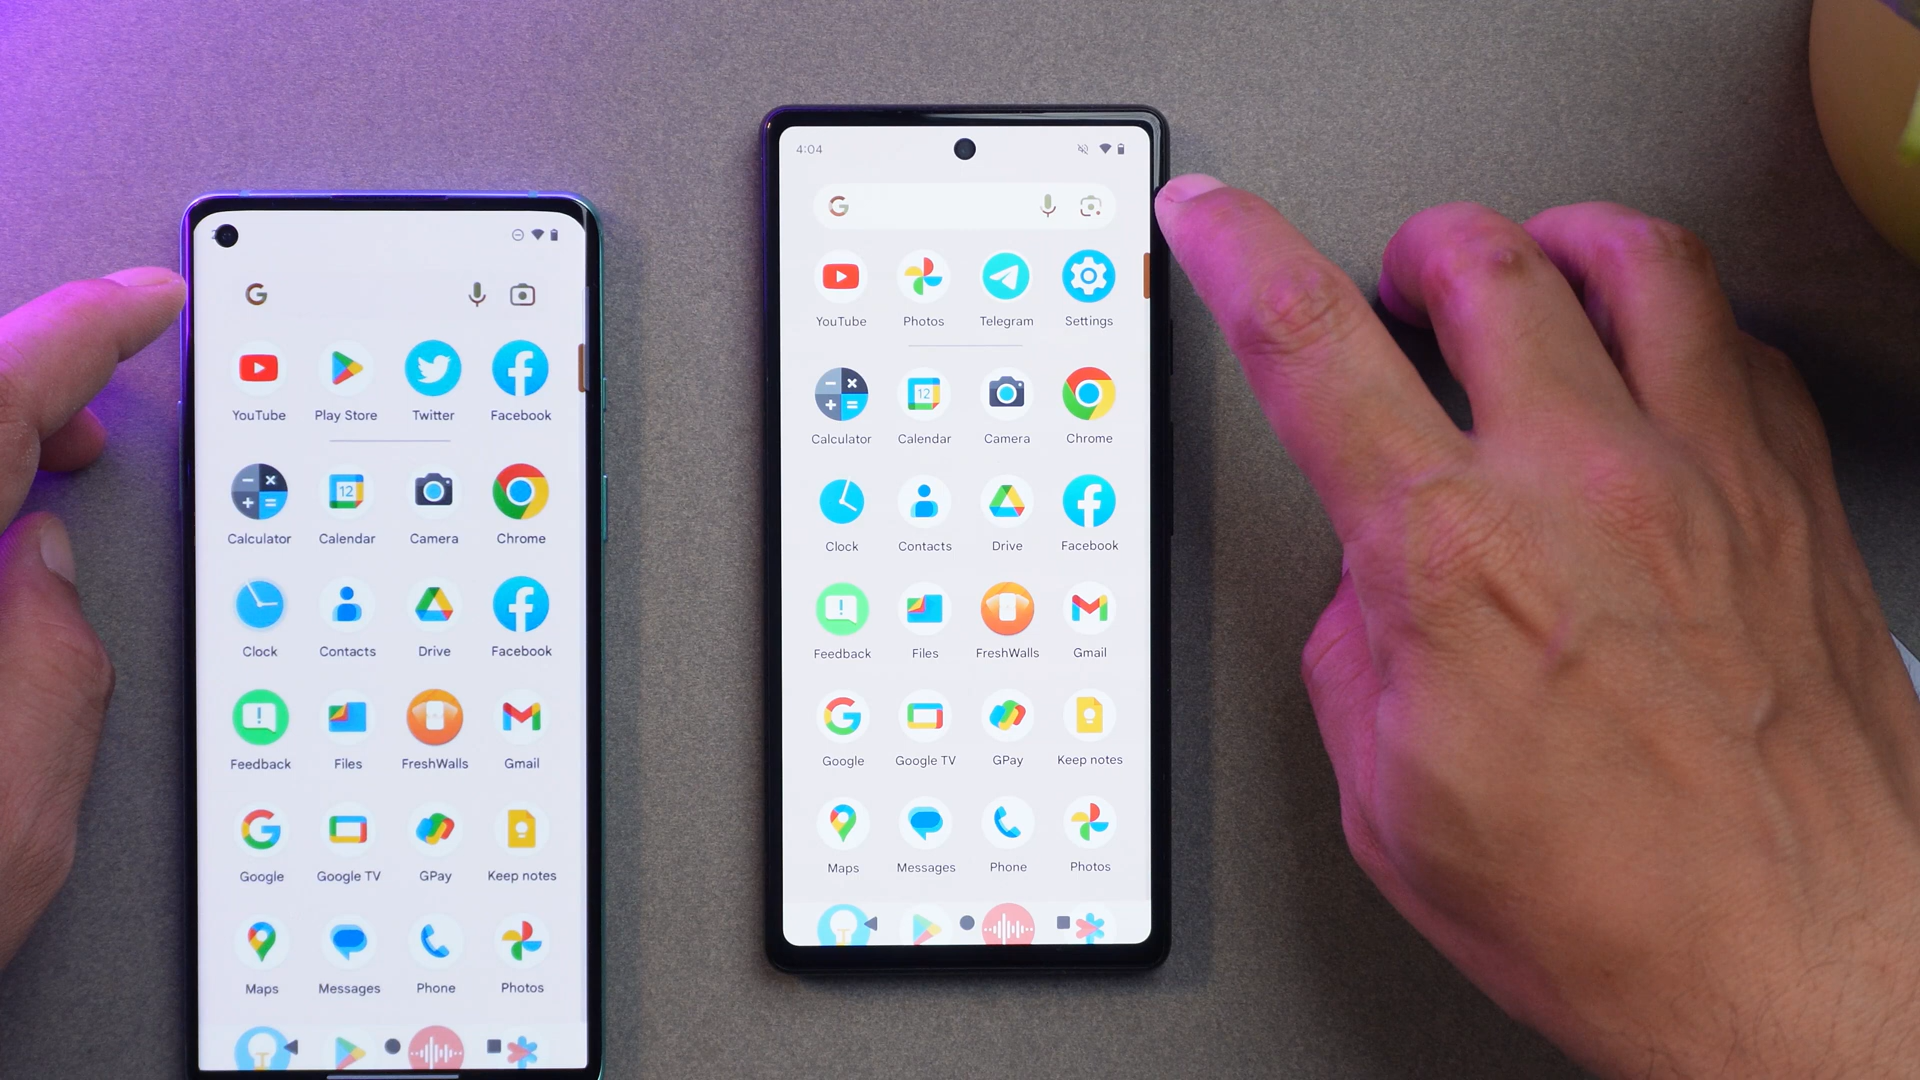 YouTube Play Store Twitter Facebook
Calculator Calendar Camera Chrome
12
Clock Contacts Drive Facebook
Feedback Files FreshWalls Gmail
Google Google TV GPay Keep notes
Maps Messages Phone Photos
4:04
YouTube Photos Telegram Settings
12
Calculator Calendar Camera Chrome
Clock Contacts Drive Facebook
Feedback Files FreshWalls Gmail
Google Google TV GPay Keep notes
Maps Messages Phone Photos